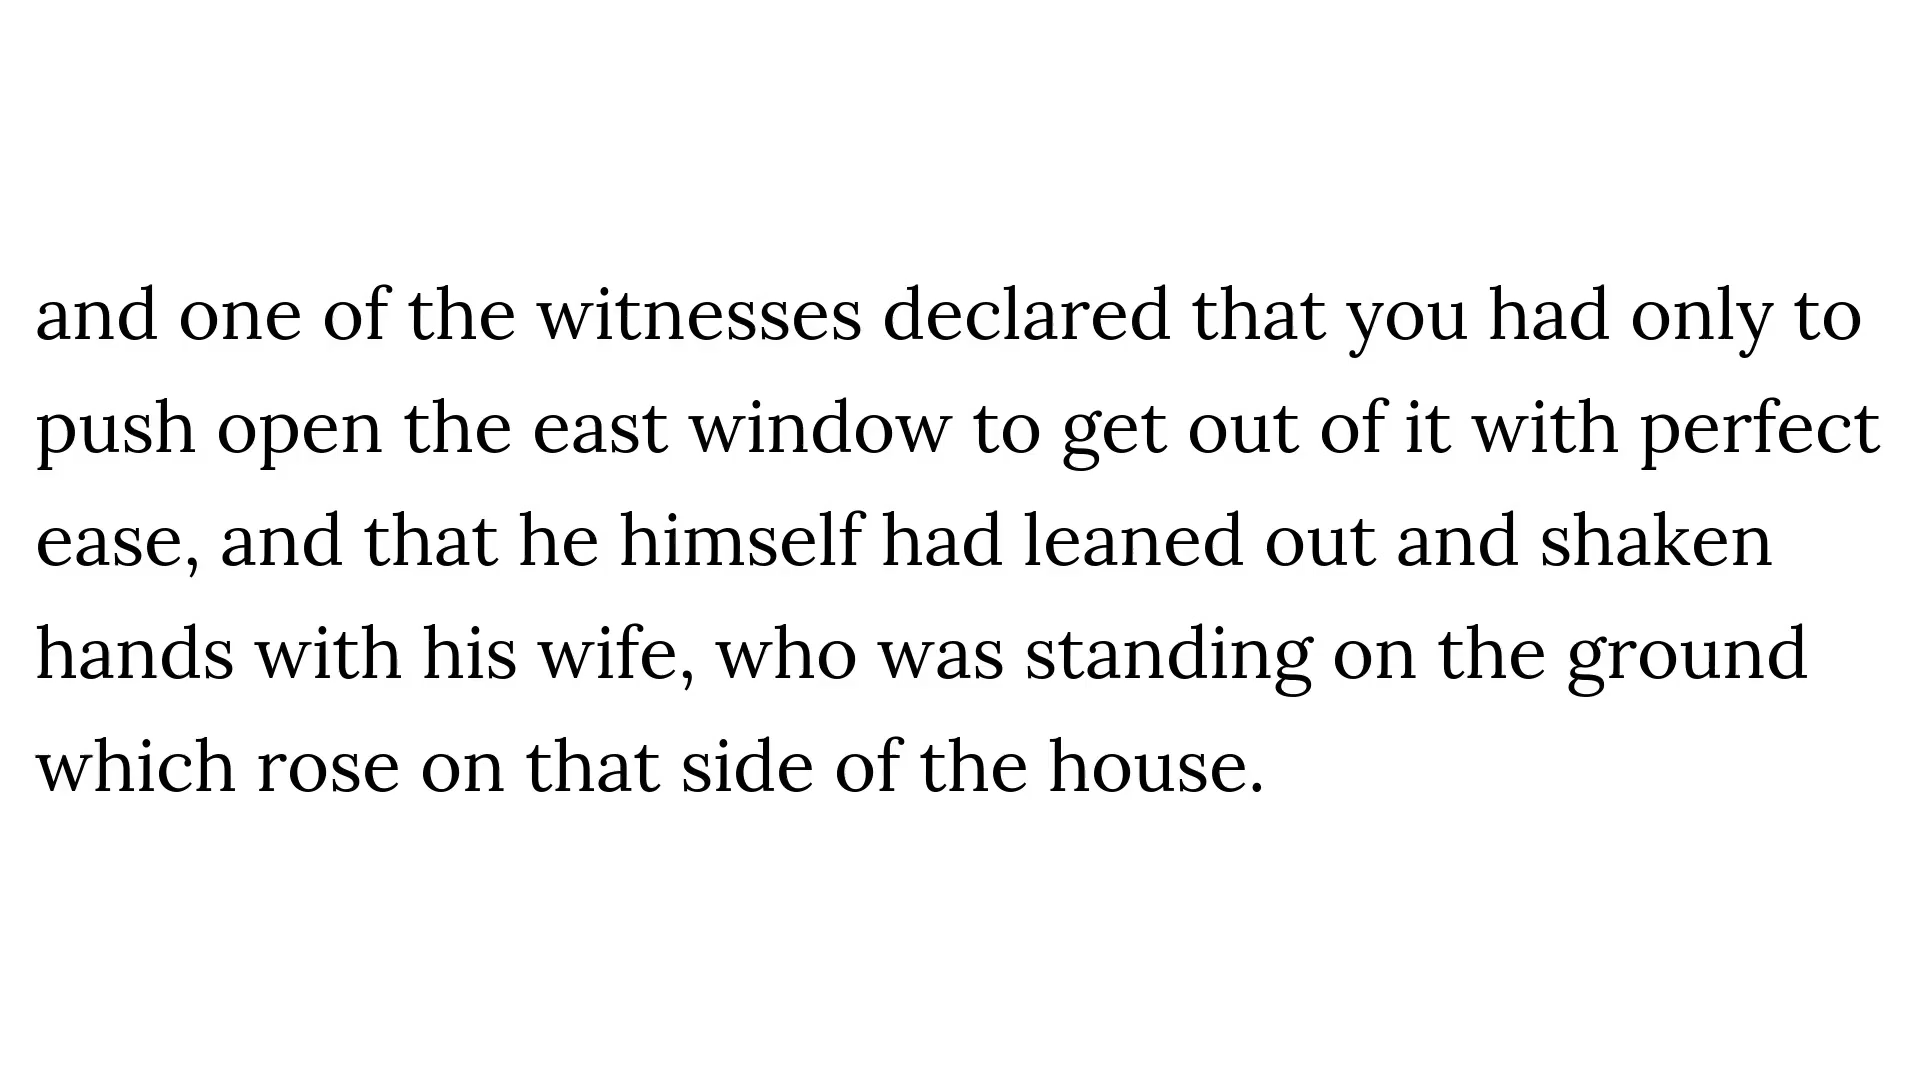 and one of the witnesses declared that you had only to
push open the east window to get out of it with perfect
ease, and that he himself had leaned out and shaken
hands with his wife, who was standing on the ground
which rose on that side of the house.